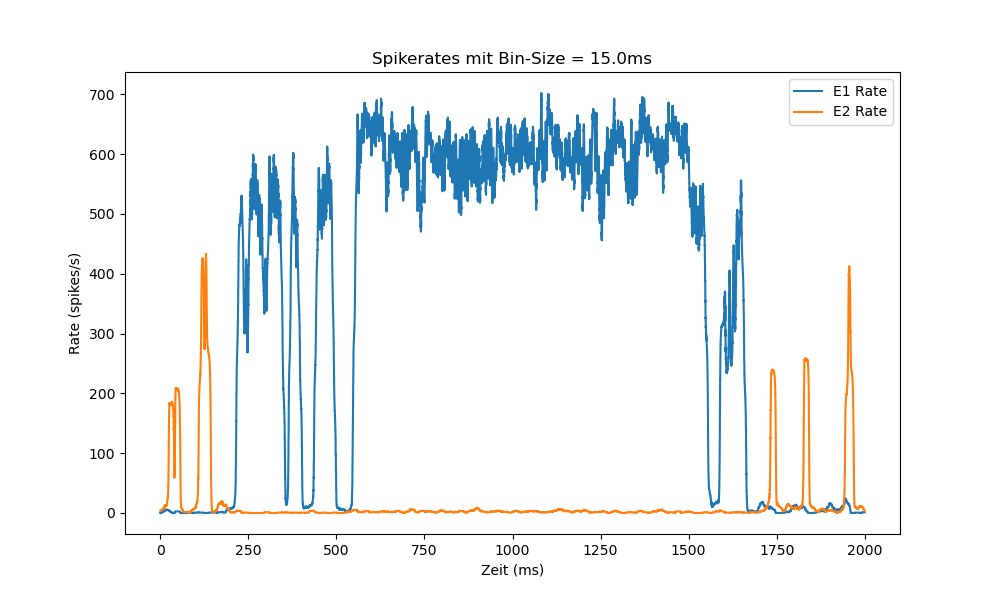 Spikerates mit Bin-Size = 15.0ms
E1 Rate
E2 Rate
700
600
500
400
300
200
100
0
Rate (spikes/s)
0 250 500 750 1000 1250 1500 1750 2000
Zeit (ms)